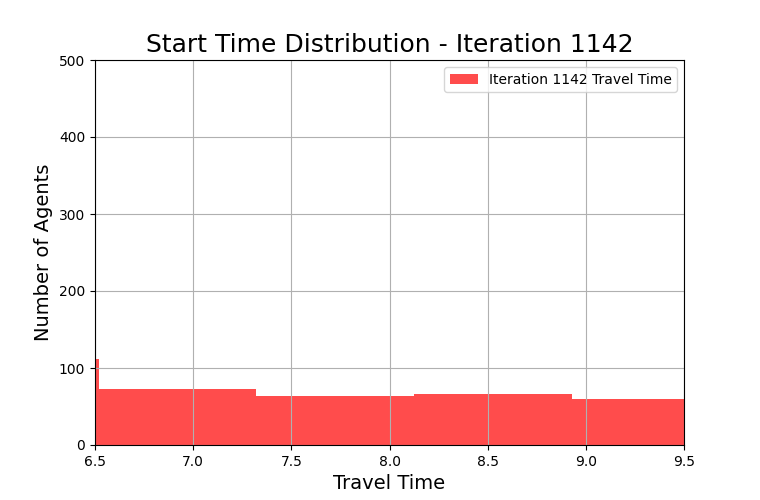 Start Time Distribution - Iteration 1142
Iteration 1142 Travel Time
Number of Agents
500
400
300
200
100
0
6.5 7.0 7.5 8.0 8.5 9.0 9.5
Travel Time